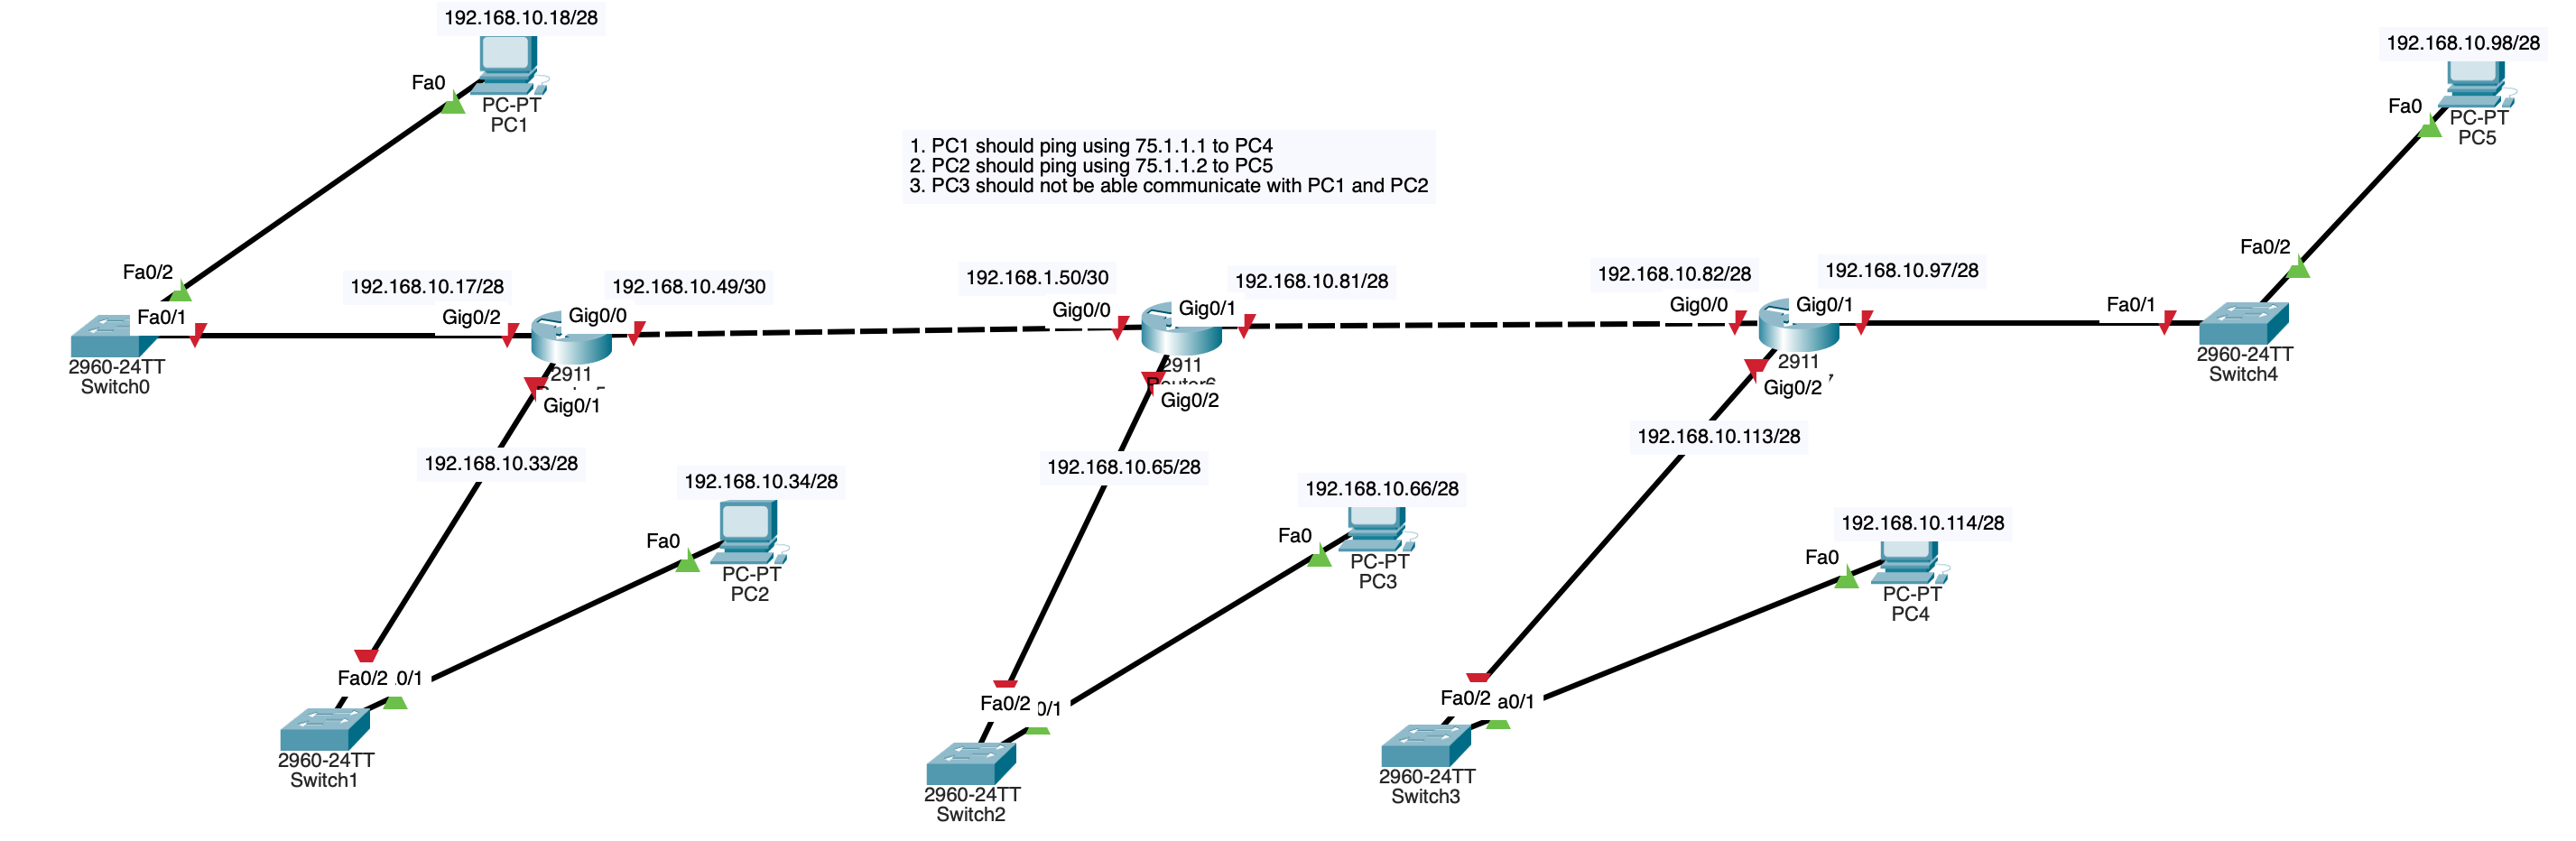 192.168.10.18/28
Fa0
PC-PT
PC1
192.168.10.98/28
Fa0
PC-PT
PC5
1. PC1 should ping using 75.1.1.1 to PC4
2. PC2 should ping using 75.1.1.2 to PC5
3. PC3 should not be able communicate with PC1 and PC2
Fa0/2
Fa0/1
2960-24TT
Switch0
192.168.10.17/28
Gig0/2
192.168.10.49/30
Gig0/0
2911
Gig0/1
192.168.1.50/30
Gig0/0
192.168.10.81/28
Gig0/1
2911
Router6
Gig0/2
192.168.10.82/28
Gig0/0
192.168.10.97/28
Gig0/1
2911
Gig0/2
Fa0/2
Fa0/1
2960-24TT
Switch4
192.168.10.33/28
192.168.10.34/28
Fa0
PC-PT
PC2
Fa0/2 0/1
2960-24TT
Switch1
192.168.10.65/28
192.168.10.66/28
Fa0
PC-PT
PC3
Fa0/2 0/1
2960-24TT
Switch2
192.168.10.113/28
192.168.10.114/28
Fa0
PC-PT
PC4
Fa0/2 a0/1
2960-24TT
Switch3